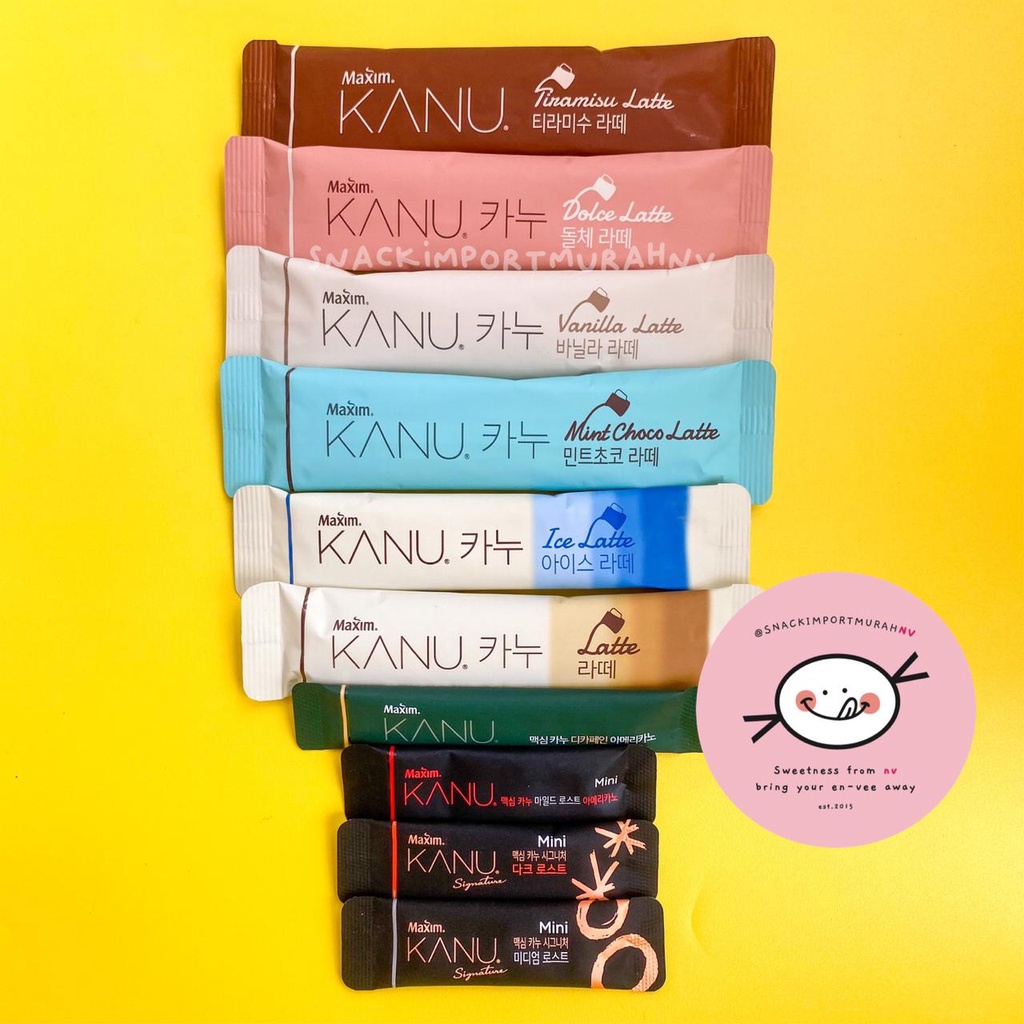 Maxim.
KANU®
Tiramisu Latte
티라미수 라떼
Maxim.
KANU® 카누
Dolce Latte
돌체 라떼
SNACKiMPORTMURAHNV
Maxim.
KANU® 카누
Vanilla Latte
바닐라 라떼
Maxim.
KANU® 카누
Mint Choco Latte
민트초코 라떼
Maxim.
KANU® 카누
Ice Latte
아이스 라떼
Maxim.
KANU® 카누
Latte
라떼
@SNACKIMPORTMURAHNV
Sweetness from nv
bring your en-vee away
est.2015
Maxim.
KANU
맥심 카누 디카페인 아메리카노
Maxim.
KANU®
Mini
맥심 카누 마일드 로스트 아메리카노
Maxim.
KANU®
Signature
Mini
맥심 카누 시그니처
다크 로스트
Maxim.
KANU®
Signature
Mini
맥심 카누 시그니처
미디엄 로스트